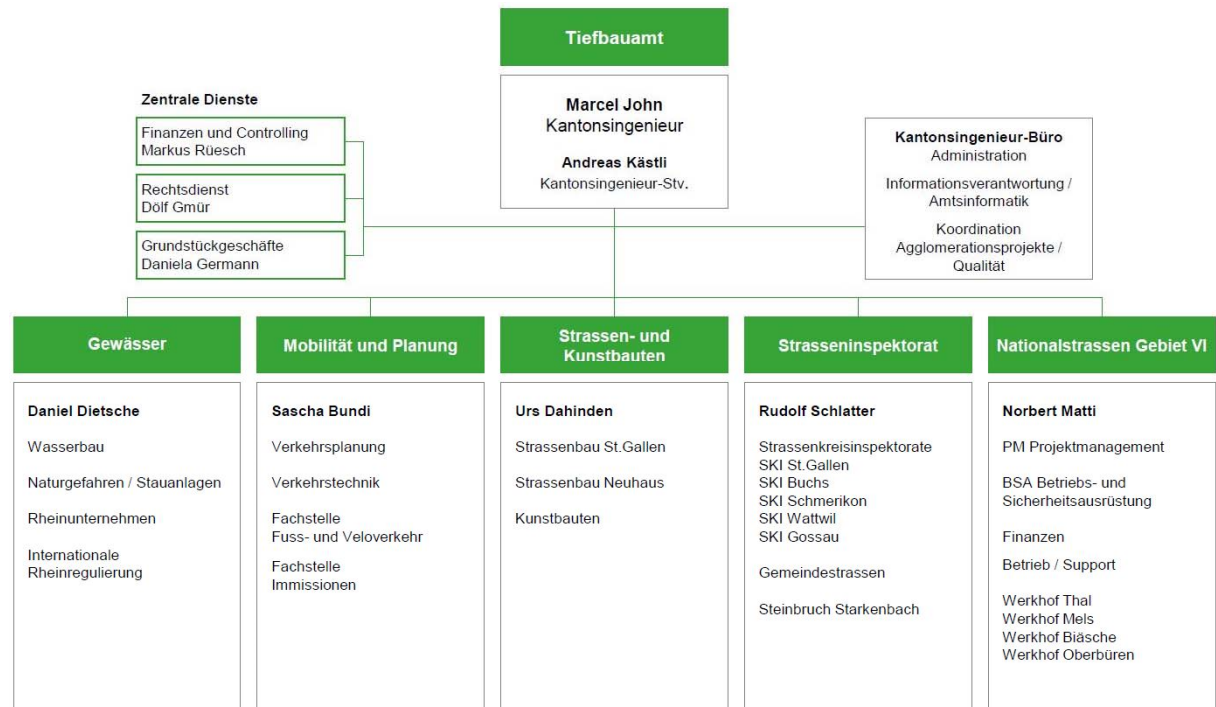 Tiefbauamt
Marcel John
Kantonsingenieur
Andreas Kästli
Kantonsingenieur-Stv.
Zentrale Dienste
Finanzen und Controlling
Markus Rüesch
Rechtsdienst
Dölf Gmür
Grundstückgeschäfte
Daniela Germann
Kantonsingenieur-Büro
Administration
Informationsverantwortung /
Amtsinformatik
Koordination
Agglomerationsprojekte /
Qualität
Gewässer
Daniel Dietsche
Wasserbau
Naturgefahren / Stauanlagen
Rheinunternehmen
Internationale
Rheinregulierung
Mobilität und Planung
Sascha Bundi
Verkehrsplanung
Verkehrstechnik
Fachstelle
Fuss- und Veloverkehr
Fachstelle
Immissionen
Strassen- und
Kunstbauten
Urs Dahinden
Strassenbau St.Gallen
Strassenbau Neuhaus
Kunstbauten
Strasseninspektorat
Rudolf Schlatter
Strassenkreisinspektorate
SKI St.Gallen
SKI Buchs
SKI Schmerikon
SKI Wattwil
SKI Gossau
Gemeindestrassen
Steinbruch Starkenbach
Nationalstrassen Gebiet VI
Norbert Matti
PM Projektmanagement
BSA Betriebs- und
Sicherheitsausrüstung
Finanzen
Betrieb / Support
Werkhof Thal
Werkhof Mels
Werkhof Biäsche
Werkhof Oberbüren